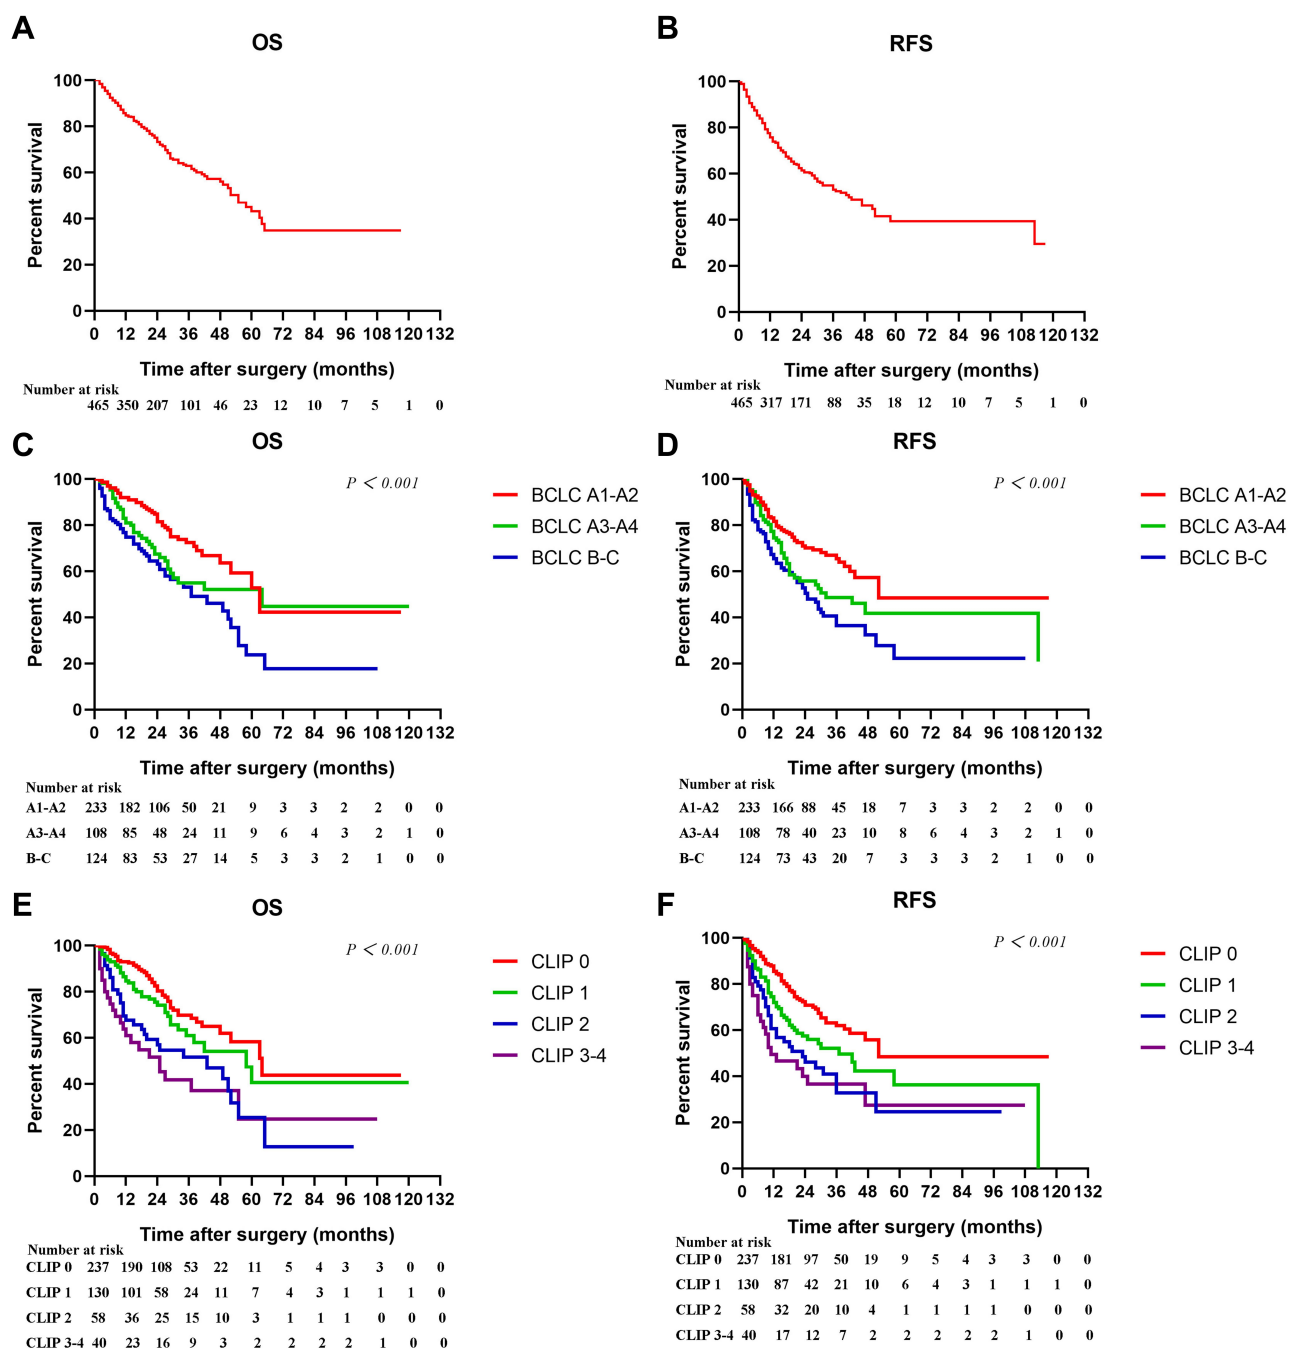 A
OS
Percent survival
100
80
60
40
20
0
0 12 24 36 48 60 72 84 96 108 120 132
Time after surgery (months)
Number at risk
465 350 207 101 46 23 12 10 7 5 1 0
B
RFS
Percent survival
100
80
60
40
20
0
0 12 24 36 48 60 72 84 96 108 120 132
Time after surgery (months)
Number at risk
465 317 171 88 35 18 12 10 7 5 1 0
C
OS
P < 0.001
Percent survival
100
80
60
40
20
0
0 12 24 36 48 60 72 84 96 108 120 132
Time after surgery (months)
BCLC A1-A2
BCLC A3-A4
BCLC B-C
Number at risk
A1-A2 233 182 106 50 21 9 3 3 2 2 0 0
A3-A4 108 85 48 24 11 9 6 4 3 2 1 0
B-C 124 83 53 27 14 5 3 3 2 1 0 0
D
RFS
P < 0.001
Percent survival
100
80
60
40
20
0
0 12 24 36 48 60 72 84 96 108 120 132
Time after surgery (months)
BCLC A1-A2
BCLC A3-A4
BCLC B-C
Number at risk
A1-A2 233 166 88 45 18 7 3 3 2 2 0 0
A3-A4 108 78 40 23 10 8 6 4 3 2 1 0
B-C 124 73 43 20 7 3 3 3 2 1 0 0
E
OS
P < 0.001
Percent survival
100
80
60
40
20
0
0 12 24 36 48 60 72 84 96 108 120 132
Time after surgery (months)
CLIP 0
CLIP 1
CLIP 2
CLIP 3-4
Number at risk
CLIP 0 237 190 108 53 22 11 5 4 3 3 0 0
CLIP 1 130 101 58 24 11 7 4 3 1 1 1 0
CLIP 2 58 36 25 15 10 3 1 1 1 0 0 0
CLIP 3-4 40 23 16 9 3 2 2 2 2 1 0 0
F
RFS
P < 0.001
Percent survival
100
80
60
40
20
0
0 12 24 36 48 60 72 84 96 108 120 132
Time after surgery (months)
CLIP 0
CLIP 1
CLIP 2
CLIP 3-4
Number at risk
CLIP 0 237 181 97 50 19 9 5 4 3 3 0 0
CLIP 1 130 87 42 21 10 6 4 3 1 1 1 0
CLIP 2 58 32 20 10 4 1 1 1 1 0 0 0
CLIP 3-4 40 17 12 7 2 2 2 2 2 1 0 0